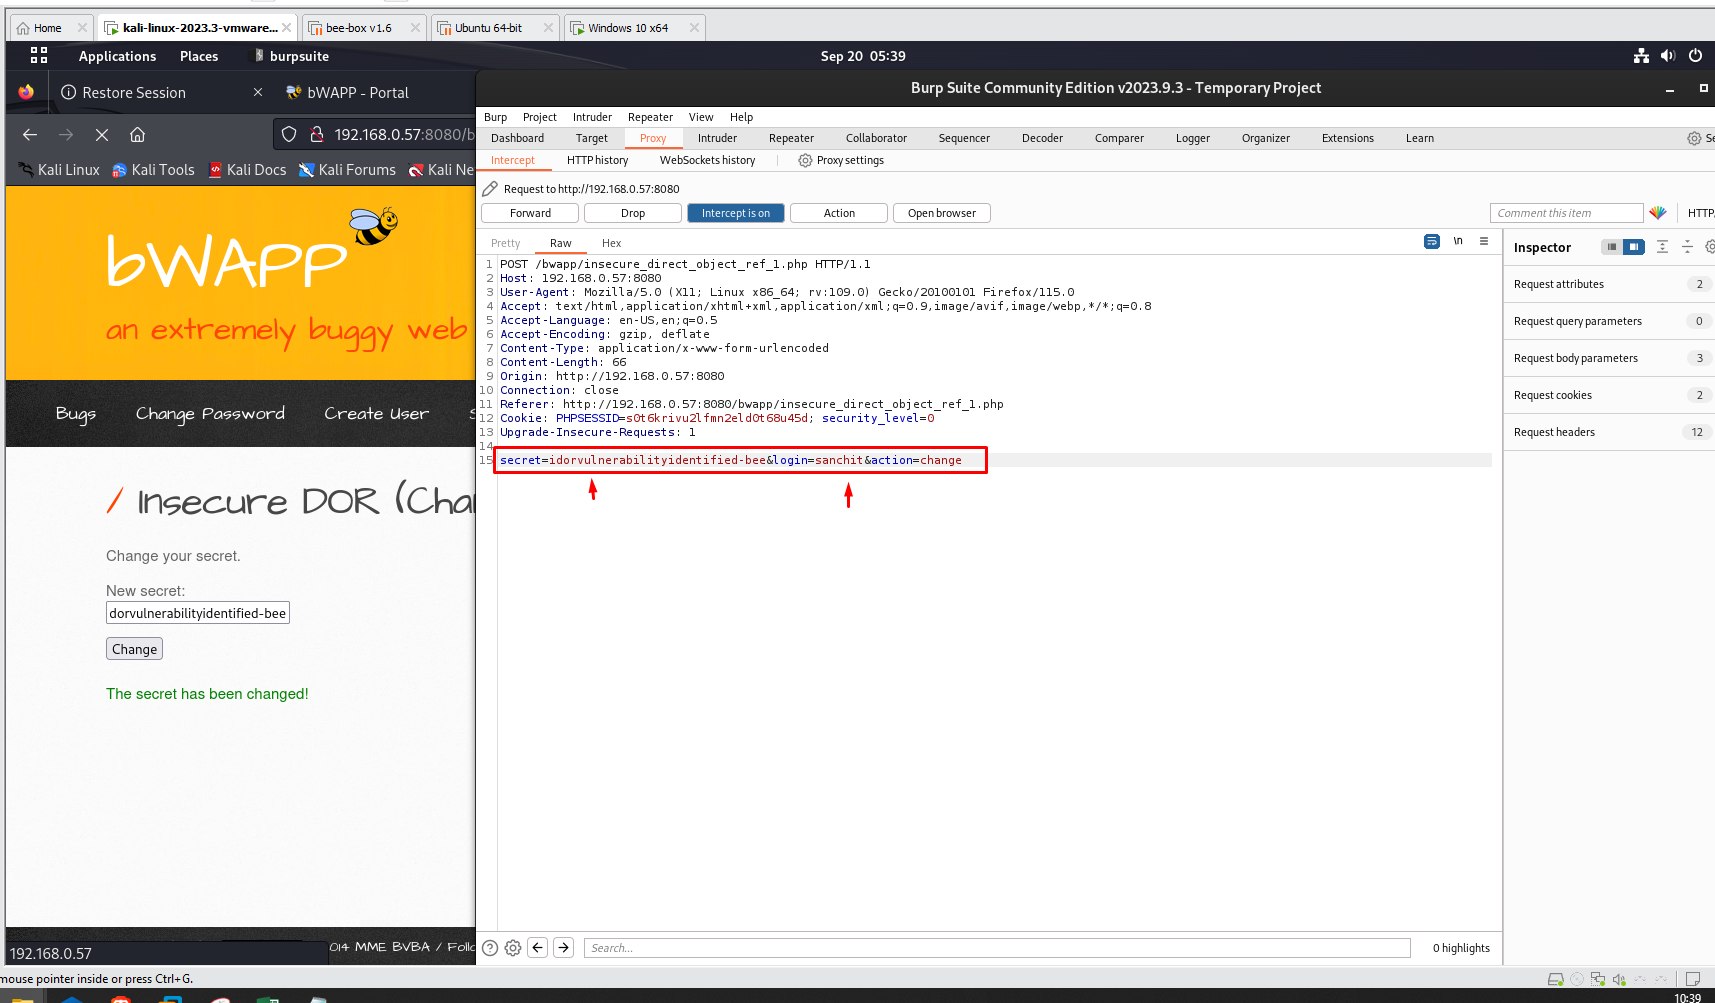 Home
kali-linux-2023.3-vmware...
bee-box v1.6
Ubuntu 64-bit
Windows 10 x64
Applications
Places
burpsuite
Sep 20 05:39
Restore Session
bWAPP - Portal
192.168.0.57:8080/b
Kali Linux
Kali Tools
Kali Docs
Kali Forums
Kali Ne
bWAPP
an extremely buggy web
Bugs
Change Password
Create User
/ Insecure DOR (Chan
Change your secret.
New secret:
dorvulnerabilityidentified-bee
Change
The secret has been changed!
014 MME BVBA / Follo
192.168.0.57
Burp Suite Community Edition v2023.9.3 - Temporary Project
Burp Project Intruder Repeater View Help
Dashboard Target Proxy Intruder Repeater Collaborator Sequencer Decoder Comparer Logger Organizer Extensions Learn Se
Intercept HTTP history WebSockets history Proxy settings
Request to http://192.168.0.57:8080
Forward Drop Intercept is on Action Open browser Comment this item HTTP/
Pretty Raw Hex \n
1 POST /bwapp/insecure_direct_object_ref_1.php HTTP/1.1
2 Host: 192.168.0.57:8080
3 User-Agent: Mozilla/5.0 (X11; Linux x86_64; rv:109.0) Gecko/20100101 Firefox/115.0
4 Accept: text/html,application/xhtml+xml,application/xml;q=0.9,image/avif,image/webp,*/*;q=0.8
5 Accept-Language: en-US,en;q=0.5
6 Accept-Encoding: gzip, deflate
7 Content-Type: application/x-www-form-urlencoded
8 Content-Length: 66
9 Origin: http://192.168.0.57:8080
10 Connection: close
11 Referer: http://192.168.0.57:8080/bwapp/insecure_direct_object_ref_1.php
12 Cookie: PHPSESSID=s0t6krivu2lfmn2eld0t68u45d; security_level=0
13 Upgrade-Insecure-Requests: 1
14
15 secret=idorvulnerabilityidentified-bee&login=sanchit&action=change
Inspector
Request attributes 2
Request query parameters 0
Request body parameters 3
Request cookies 2
Request headers 12
Search...
0 highlights
mouse pointer inside or press Ctrl+G.
10:39